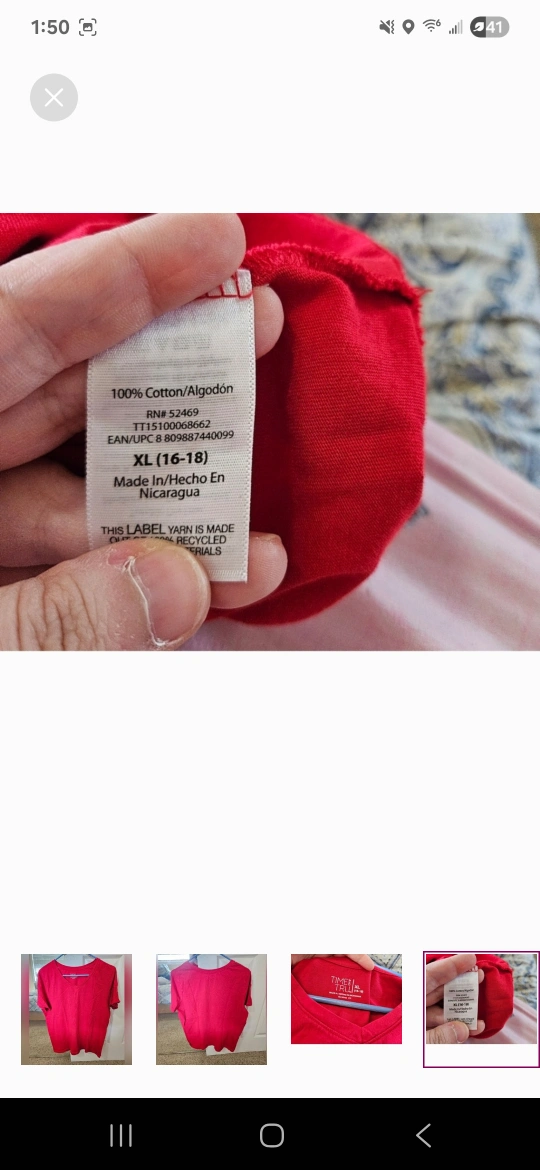 1:50
41
100% Cotton/Algodón
RN# 52469
TT15100068662
EAN/UPC 8 809887440099
XL (16-18)
Made In/Hecho En
Nicaragua
THIS LABEL YARN IS MADE
RECYCLED
TIME
TRU
XL